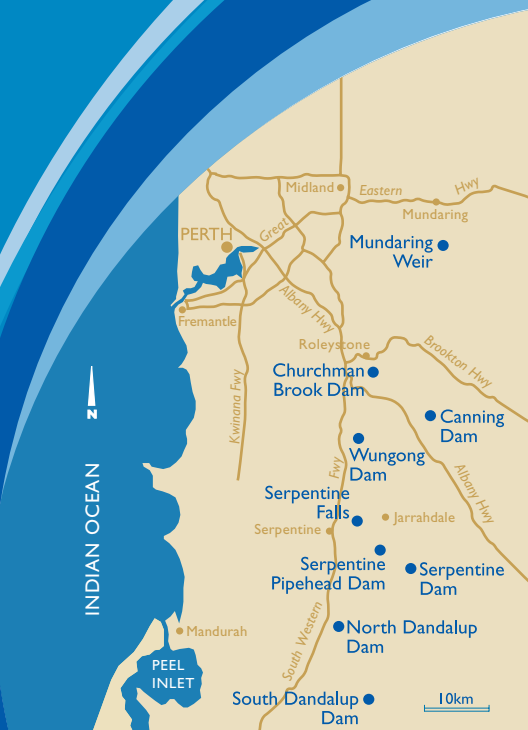 Midland
Eastern
Hwy
Mundaring
PERTH
Great
Mundaring
Weir
Albany Hwy
Fremantle
Roleystone
Brookton Hwy
Churchman
Brook Dam
Kwinana Fwy
N
Canning
Dam
Wungong
Dam
Fwy
Albany Hwy
INDIAN OCEAN
Serpentine
Falls
Jarrahdale
Serpentine
Serpentine
Pipehead Dam
Serpentine
Dam
South Western
North Dandalup
Dam
Mandurah
PEEL
INLET
South Dandalup
Dam
10km